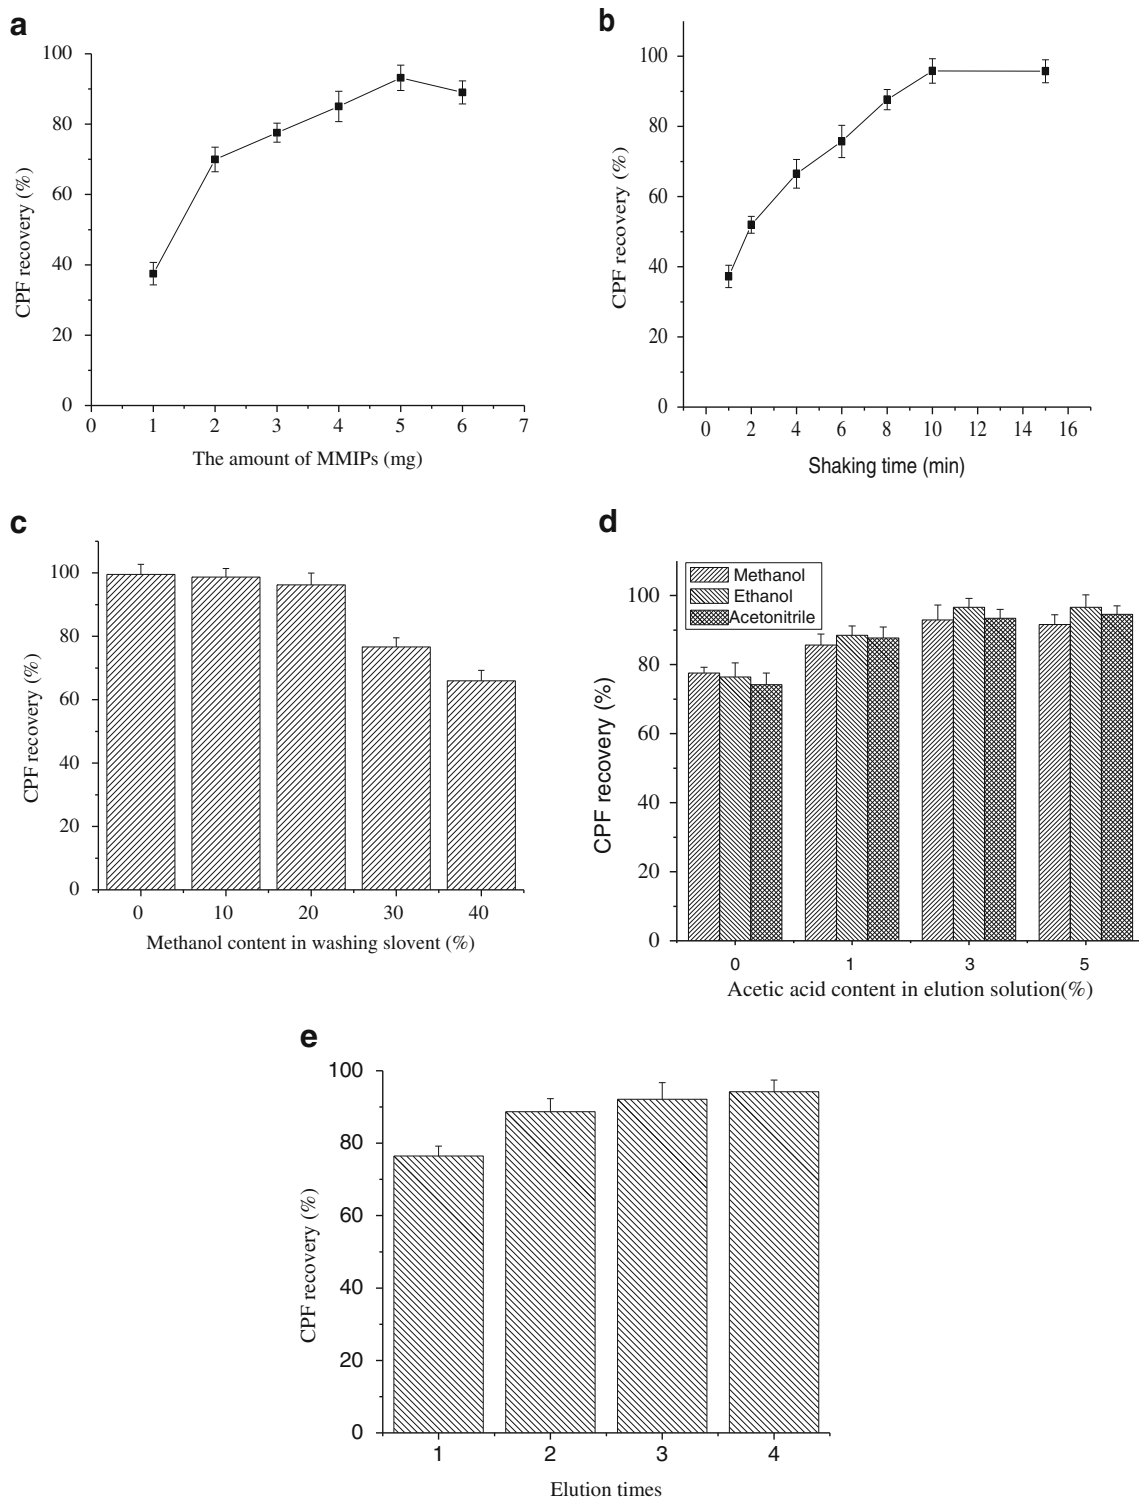 a
100
80
60
40
20
0
CPF recovery (%)
0 1 2 3 4 5 6 7
The amount of MMIPs (mg)
b
100
80
60
40
20
0
CPF recovery (%)
0 2 4 6 8 10 12 14 16
Shaking time (min)
c
100
80
60
40
20
0
CPF recovery (%)
0 10 20 30 40
Methanol content in washing slovent (%)
d
Methanol
Ethanol
Acetonitrile
100
80
60
40
20
0
CPF recovery (%)
0 1 3 5
Acetic acid content in elution solution(%)
e
100
80
60
40
20
0
CPF recovery (%)
1 2 3 4
Elution times